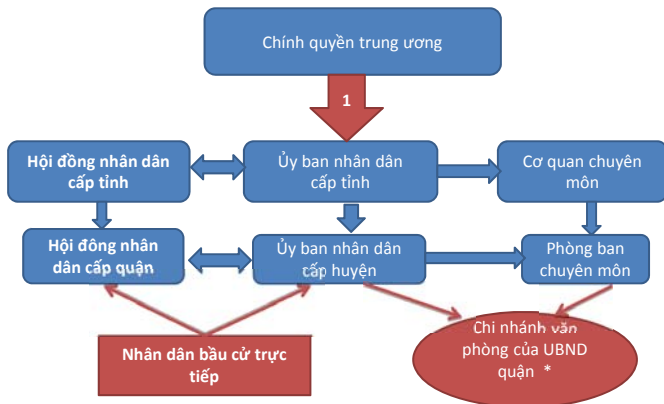 Chính quyền trung ương
1
Hội đồng nhân dân
cấp tỉnh
Ủy ban nhân dân
cấp tỉnh
Cơ quan chuyên
môn
Hội đông nhân
dân cấp quận
Ủy ban nhân dân
cấp huyện
Phòng ban
chuyên môn
Nhân dân bầu cử trực
tiếp
Chi nhánh văn
phòng của UBND
quận *